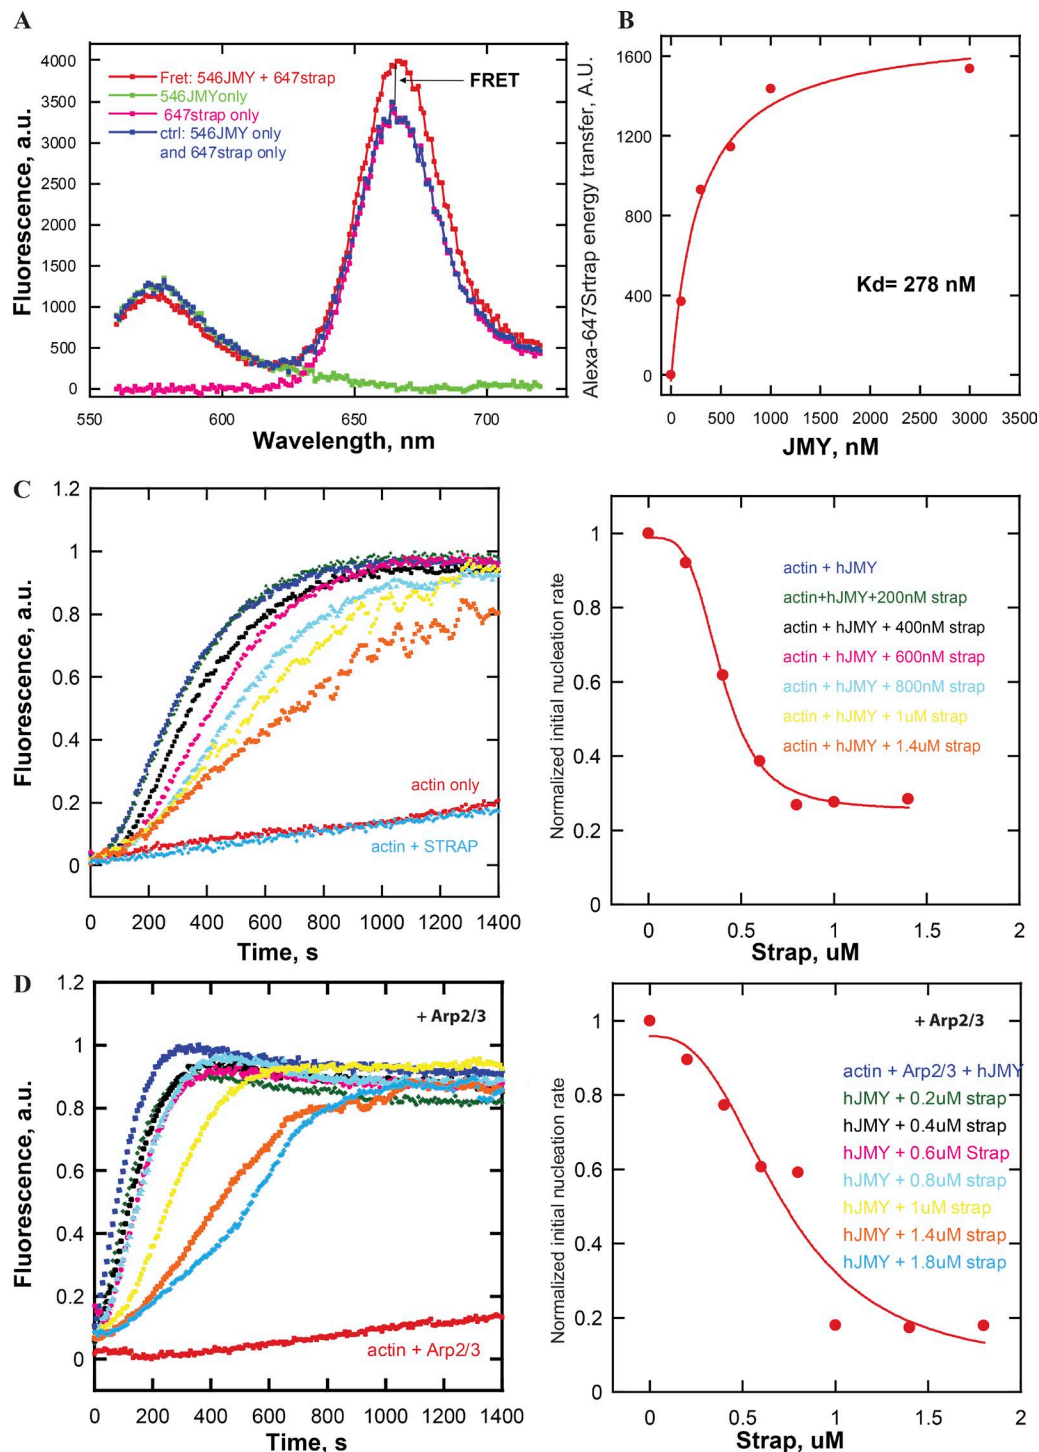 A
Fluorescence, a.u.
4000
3500
3000
2500
2000
1500
1000
500
0
Fret: 546JMY + 647strap
546JMYonly
647strap only
ctrl: 546JMY only
and 647strap only
FRET
550
600
650
700
Wavelength, nm
B
Alexa-647Srtrap energy transfer, A.U.
1600
1200
800
400
0
Kd= 278 nM
0
500
1000
1500
2000
2500
3000
3500
JMY, nM
C
Fluorescence, a.u.
1.2
1
0.8
0.6
0.4
0.2
0
actin only
actin + STRAP
0
200
400
600
800
1000
1200
1400
Time, s
Normalized initial nucleation rate
1
0.8
0.6
0.4
0.2
0
actin + hJMY
actin+hJMY+200nM strap
actin + hJMY + 400nM strap
actin + hJMY + 600nM strap
actin + hJMY + 800nM strap
actin + hJMY + 1uM strap
actin + hJMY + 1.4uM strap
0
0.5
1
1.5
2
Strap, uM
D
Fluorescence, a.u.
1.2
1
0.8
0.6
0.4
0.2
0
+ Arp2/3
actin + Arp2/3
0
200
400
600
800
1000
1200
1400
Time, s
Normalized initial nucleation rate
1
0.8
0.6
0.4
0.2
0
+ Arp2/3
actin + Arp2/3 + hJMY
hJMY + 0.2uM strap
hJMY + 0.4uM strap
hJMY + 0.6uM Strap
hJMY + 0.8uM strap
hJMY + 1uM strap
hJMY + 1.4uM strap
hJMY + 1.8uM strap
0
0.5
1
1.5
2
Strap, uM